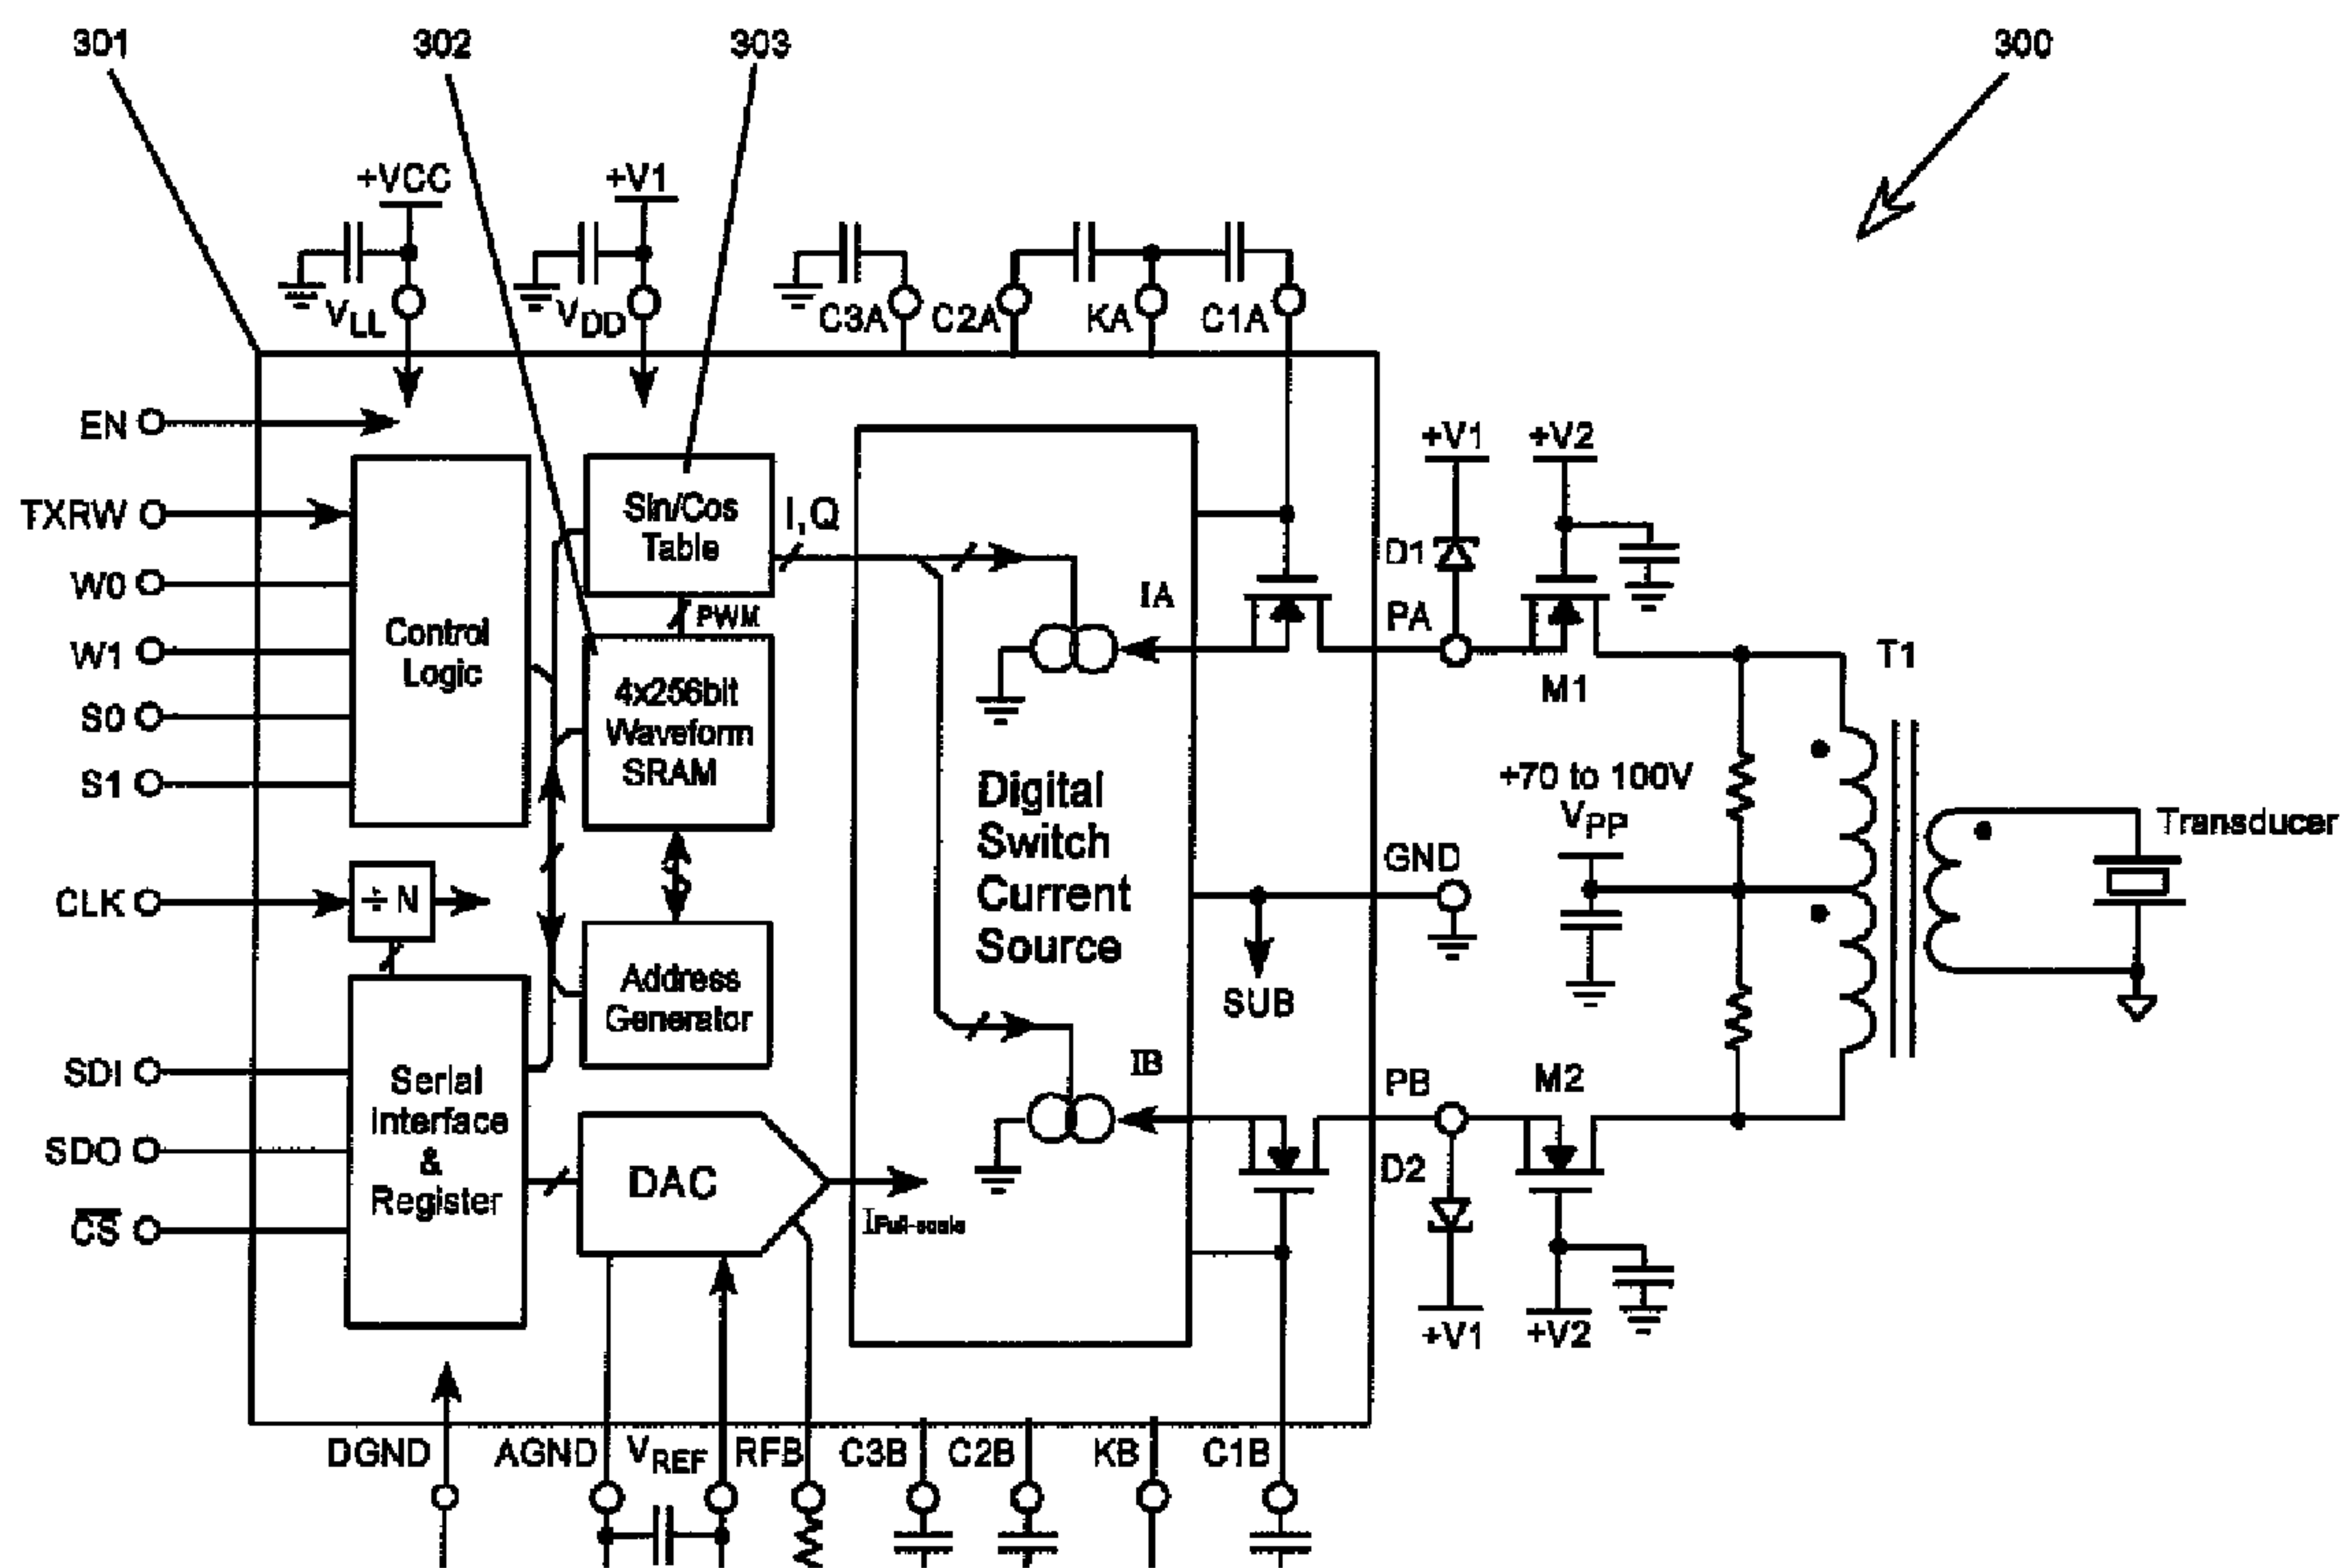 301
302
303
300
+VCC
+V1
VLL
VDD
C3A
C2A
KA
C1A
EN
TXRW
W0
W1
S0
S1
CLK
SDI
SDO
CS
Control
Logic
÷ N
Serial
Interface
&
Register
Sin/Cos
Table
PWM
4x256bit
Waveform
SRAM
Address
Generator
DAC
I,Q
IA
Digital
Switch
Current
Source
IB
IFull-scale
+V1
+V2
D1
PA
M1
T1
+70 to 100V
VPP
Transducer
GND
SUB
PB
M2
D2
+V1
+V2
DGND
AGND
VREF
RFB
C3B
C2B
KB
C1B